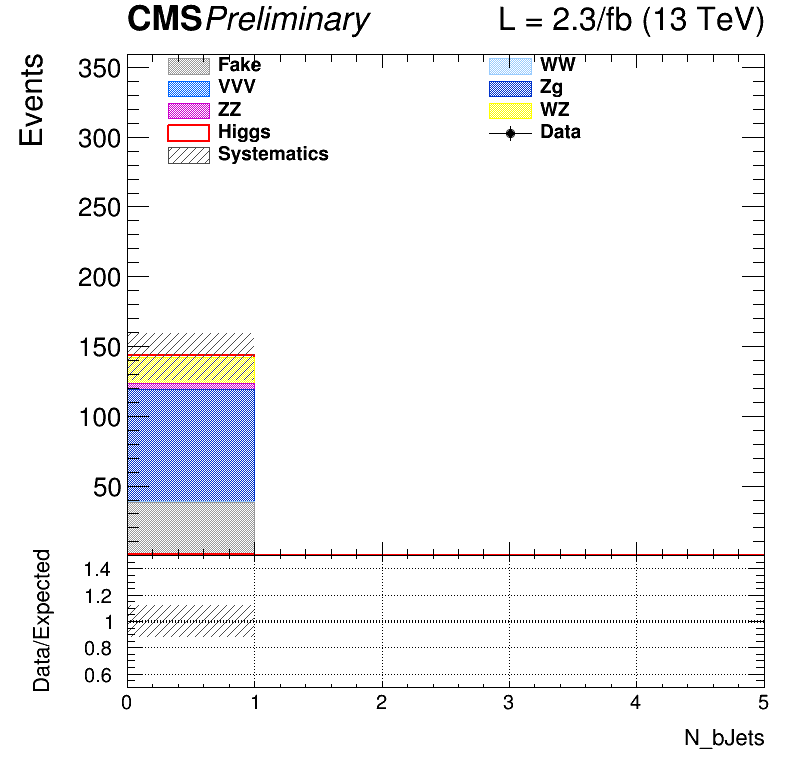 CMSPreliminary L = 2.3/fb (13 TeV)
Events
350
300
250
200
150
100
50
Fake WW
VVV Zg
ZZ WZ
Higgs Data
Systematics
Data/Expected
1.4
1.2
1
0.8
0.6
0 1 2 3 4 5
N_bJets